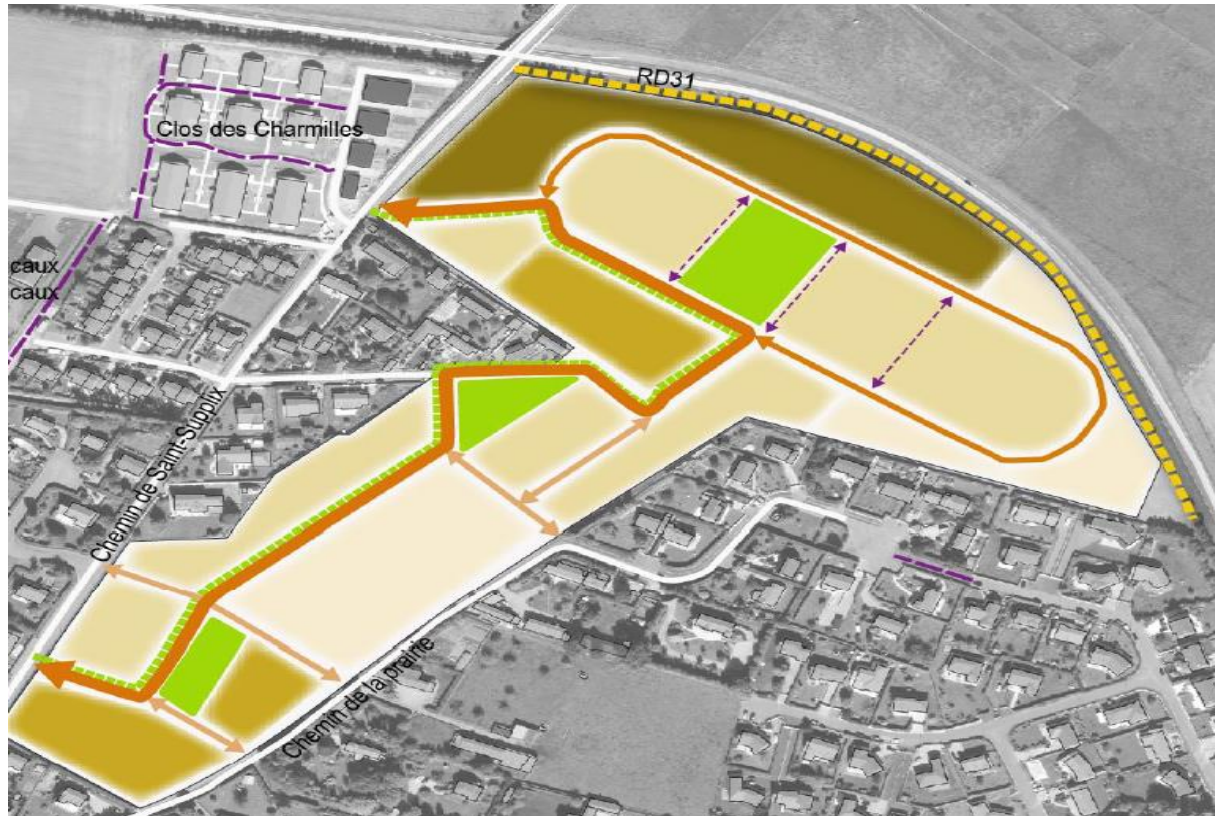 RD31
Clos des Charmilles
caux
caux
Chemin de Saint-Supplix
Chemin de la prairie